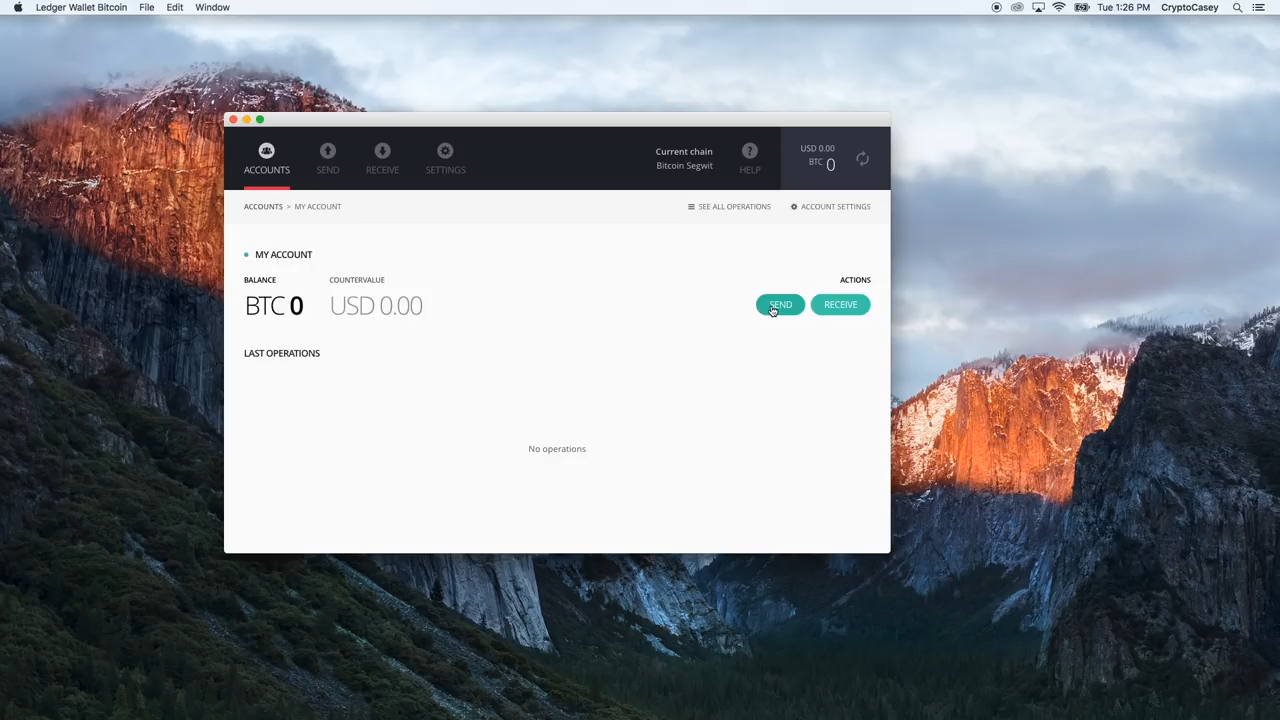 Ledger Wallet Bitcoin File Edit Window Tue 1:26 PM CryptoCasey
ACCOUNTS SEND RECEIVE SETTINGS
Current chain
Bitcoin Segwit
HELP
USD 0.00
BTC 0
ACCOUNTS > MY ACCOUNT SEE ALL OPERATIONS ACCOUNT SETTINGS
MY ACCOUNT
BALANCE COUNTERVALUE ACTIONS
BTC 0 USD 0.00 SEND RECEIVE
LAST OPERATIONS
No operations